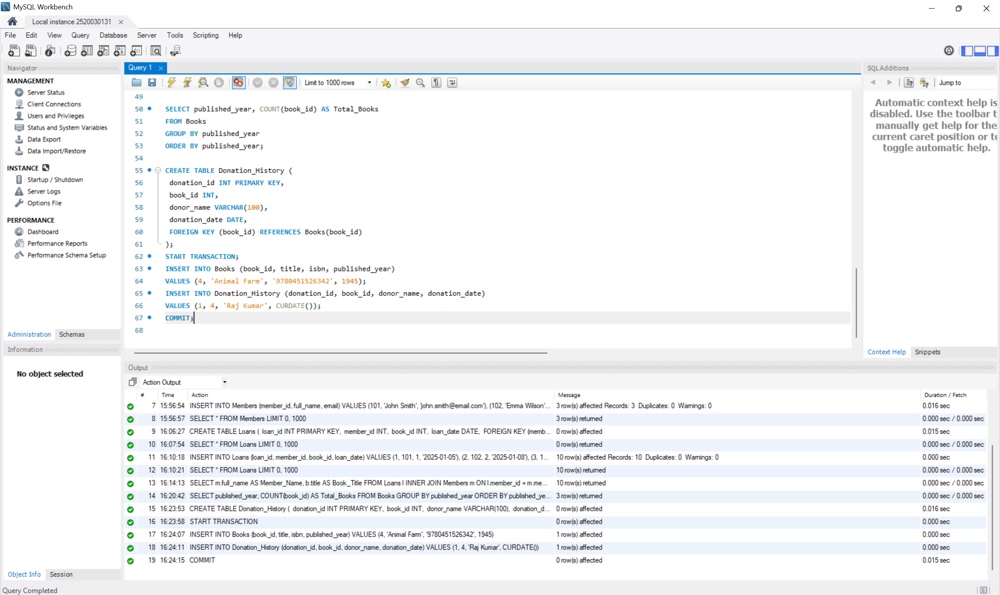 MySQL Workbench
Local instance 2520030131
File Edit View Query Database Server Tools Scripting Help
Navigator
MANAGEMENT
Server Status
Client Connections
Users and Privileges
Status and System Variables
Data Export
Data Import/Restore
INSTANCE
Startup / Shutdown
Server Logs
Options File
PERFORMANCE
Dashboard
Performance Reports
Performance Schema Setup
Administration Schemas
Information
No object selected
Object Info Session
Query Completed
Query 1
Limit to 1000 rows
49
50 SELECT published_year, COUNT(book_id) AS Total_Books
51 FROM Books
52 GROUP BY published_year
53 ORDER BY published_year;
54
55 CREATE TABLE Donation_History (
56 donation_id INT PRIMARY KEY,
57 book_id INT,
58 donor_name VARCHAR(100),
59 donation_date DATE,
60 FOREIGN KEY (book_id) REFERENCES Books(book_id)
61 );
62 START TRANSACTION;
63 INSERT INTO Books (book_id, title, isbn, published_year)
64 VALUES (4, 'Animal Farm', '9780451526342', 1945);
65 INSERT INTO Donation_History (donation_id, book_id, donor_name, donation_date)
66 VALUES (1, 4, 'Raj Kumar', CURDATE());
67 COMMIT;
68
SQLAdditions
Jump to
Automatic context help is
disabled. Use the toolbar t
manually get help for the
current caret position or to
toggle automatic help.
Context Help Snippets
Output
Action Output
# Time Action Message Duration / Fetch
7 15:56:54 INSERT INTO Members (member_id, full_name, email) VALUES (101, 'John Smith', 'john.smith@email.com'), (102, 'Emma Wilson'... 3 row(s) affected Records: 3 Duplicates: 0 Warnings: 0 0.016 sec
8 15:56:57 SELECT * FROM Members LIMIT 0, 1000 3 row(s) returned 0.000 sec / 0.000 sec
9 16:06:27 CREATE TABLE Loans ( loan_id INT PRIMARY KEY, member_id INT, book_id INT, loan_date DATE, FOREIGN KEY (memb... 0 row(s) affected 0.015 sec
10 16:07:54 SELECT * FROM Loans LIMIT 0, 1000 0 row(s) returned 0.000 sec / 0.000 sec
11 16:10:18 INSERT INTO Loans (loan_id, member_id, book_id, loan_date) VALUES (1, 101, 1, '2025-01-05'), (2, 102, 2, '2025-01-08'), (3, 1... 10 row(s) affected Records: 10 Duplicates: 0 Warnings: 0 0.000 sec
12 16:10:21 SELECT * FROM Loans LIMIT 0, 1000 10 row(s) returned 0.000 sec / 0.000 sec
13 16:14:13 SELECT m.full_name AS Member_Name, b.title AS Book_Title FROM Loans l INNER JOIN Members m ON l.member_id = m.me... 10 row(s) returned 0.000 sec / 0.000 sec
14 16:20:42 SELECT published_year, COUNT(book_id) AS Total_Books FROM Books GROUP BY published_year ORDER BY published_ye... 3 row(s) returned 0.000 sec / 0.000 sec
15 16:23:53 CREATE TABLE Donation_History ( donation_id INT PRIMARY KEY, book_id INT, donor_name VARCHAR(100), donation_d... 0 row(s) affected 0.016 sec
16 16:23:58 START TRANSACTION 0 row(s) affected 0.000 sec
17 16:24:07 INSERT INTO Books (book_id, title, isbn, published_year) VALUES (4, 'Animal Farm', '9780451526342', 1945) 1 row(s) affected 0.000 sec
18 16:24:11 INSERT INTO Donation_History (donation_id, book_id, donor_name, donation_date) VALUES (1, 4, 'Raj Kumar', CURDATE()) 1 row(s) affected 0.000 sec
19 16:24:15 COMMIT 0 row(s) affected 0.015 sec